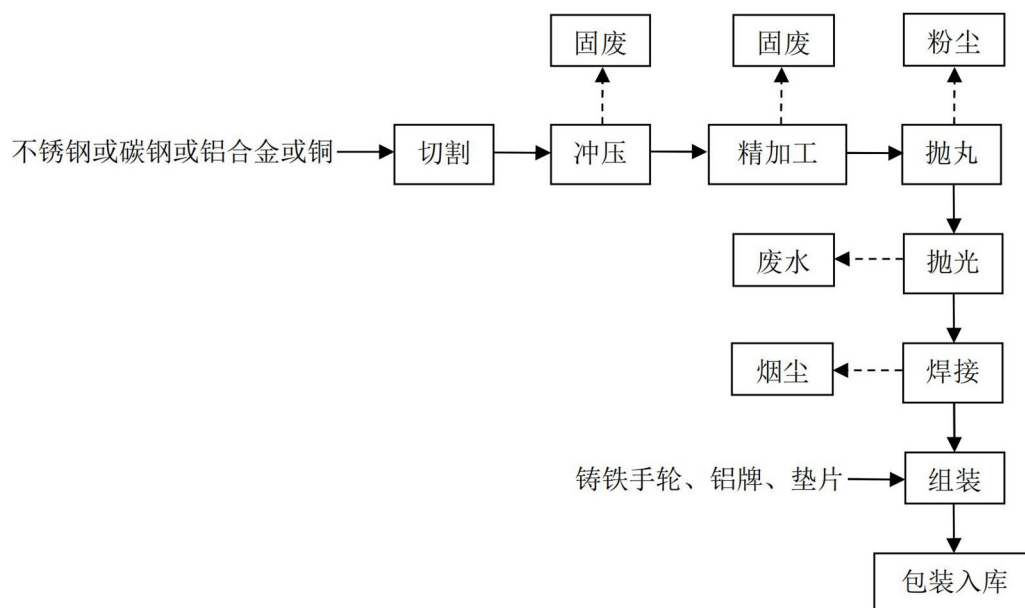 固废
固废
粉尘
不锈钢或碳钢或铝合金或铜
切割
冲压
精加工
抛丸
废水
抛光
烟尘
焊接
铸铁手轮、铝牌、垫片
组装
包装入库